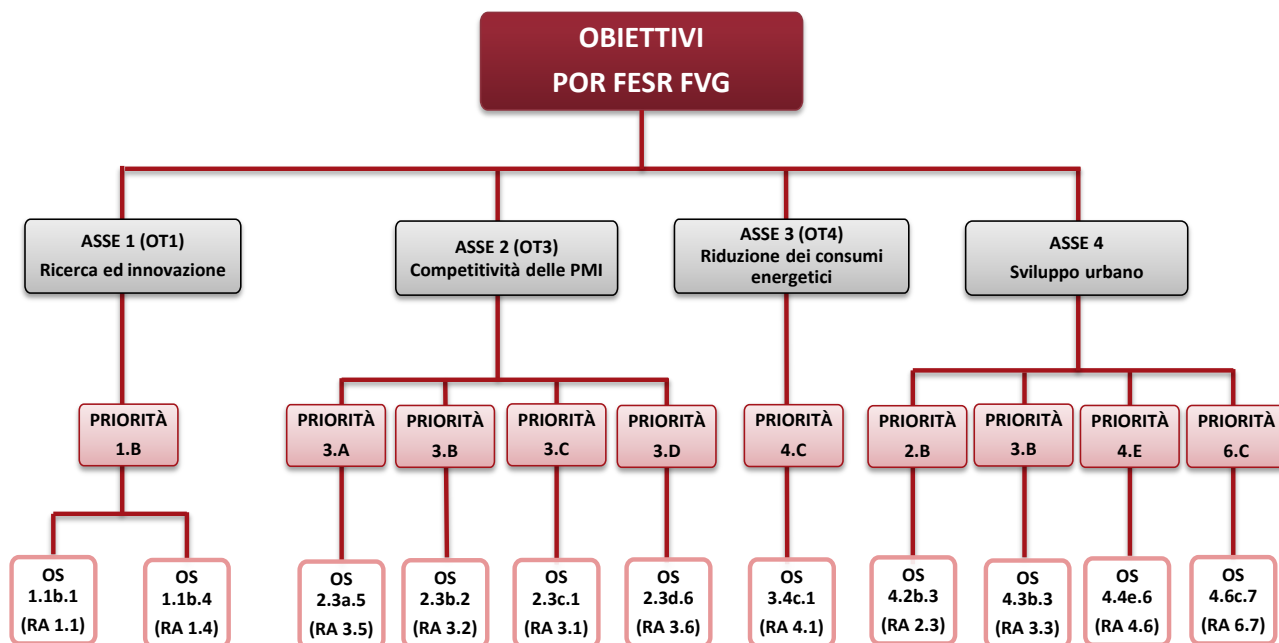 OBIETTIVI
POR FESR FVG
ASSE 1 (OT1)
Ricerca ed innovazione
ASSE 2 (OT3)
Competitività delle PMI
ASSE 3 (OT4)
Riduzione dei consumi
energetici
ASSE 4
Sviluppo urbano
PRIORITÀ
1.B
PRIORITÀ
3.A
PRIORITÀ
3.B
PRIORITÀ
3.C
PRIORITÀ
3.D
PRIORITÀ
4.C
PRIORITÀ
2.B
PRIORITÀ
3.B
PRIORITÀ
4.E
PRIORITÀ
6.C
OS
1.1b.1
(RA 1.1)
OS
1.1b.4
(RA 1.4)
OS
2.3a.5
(RA 3.5)
OS
2.3b.2
(RA 3.2)
OS
2.3c.1
(RA 3.1)
OS
2.3d.6
(RA 3.6)
OS
3.4c.1
(RA 4.1)
OS
4.2b.3
(RA 2.3)
OS
4.3b.3
(RA 3.3)
OS
4.4e.6
(RA 4.6)
OS
4.6c.7
(RA 6.7)